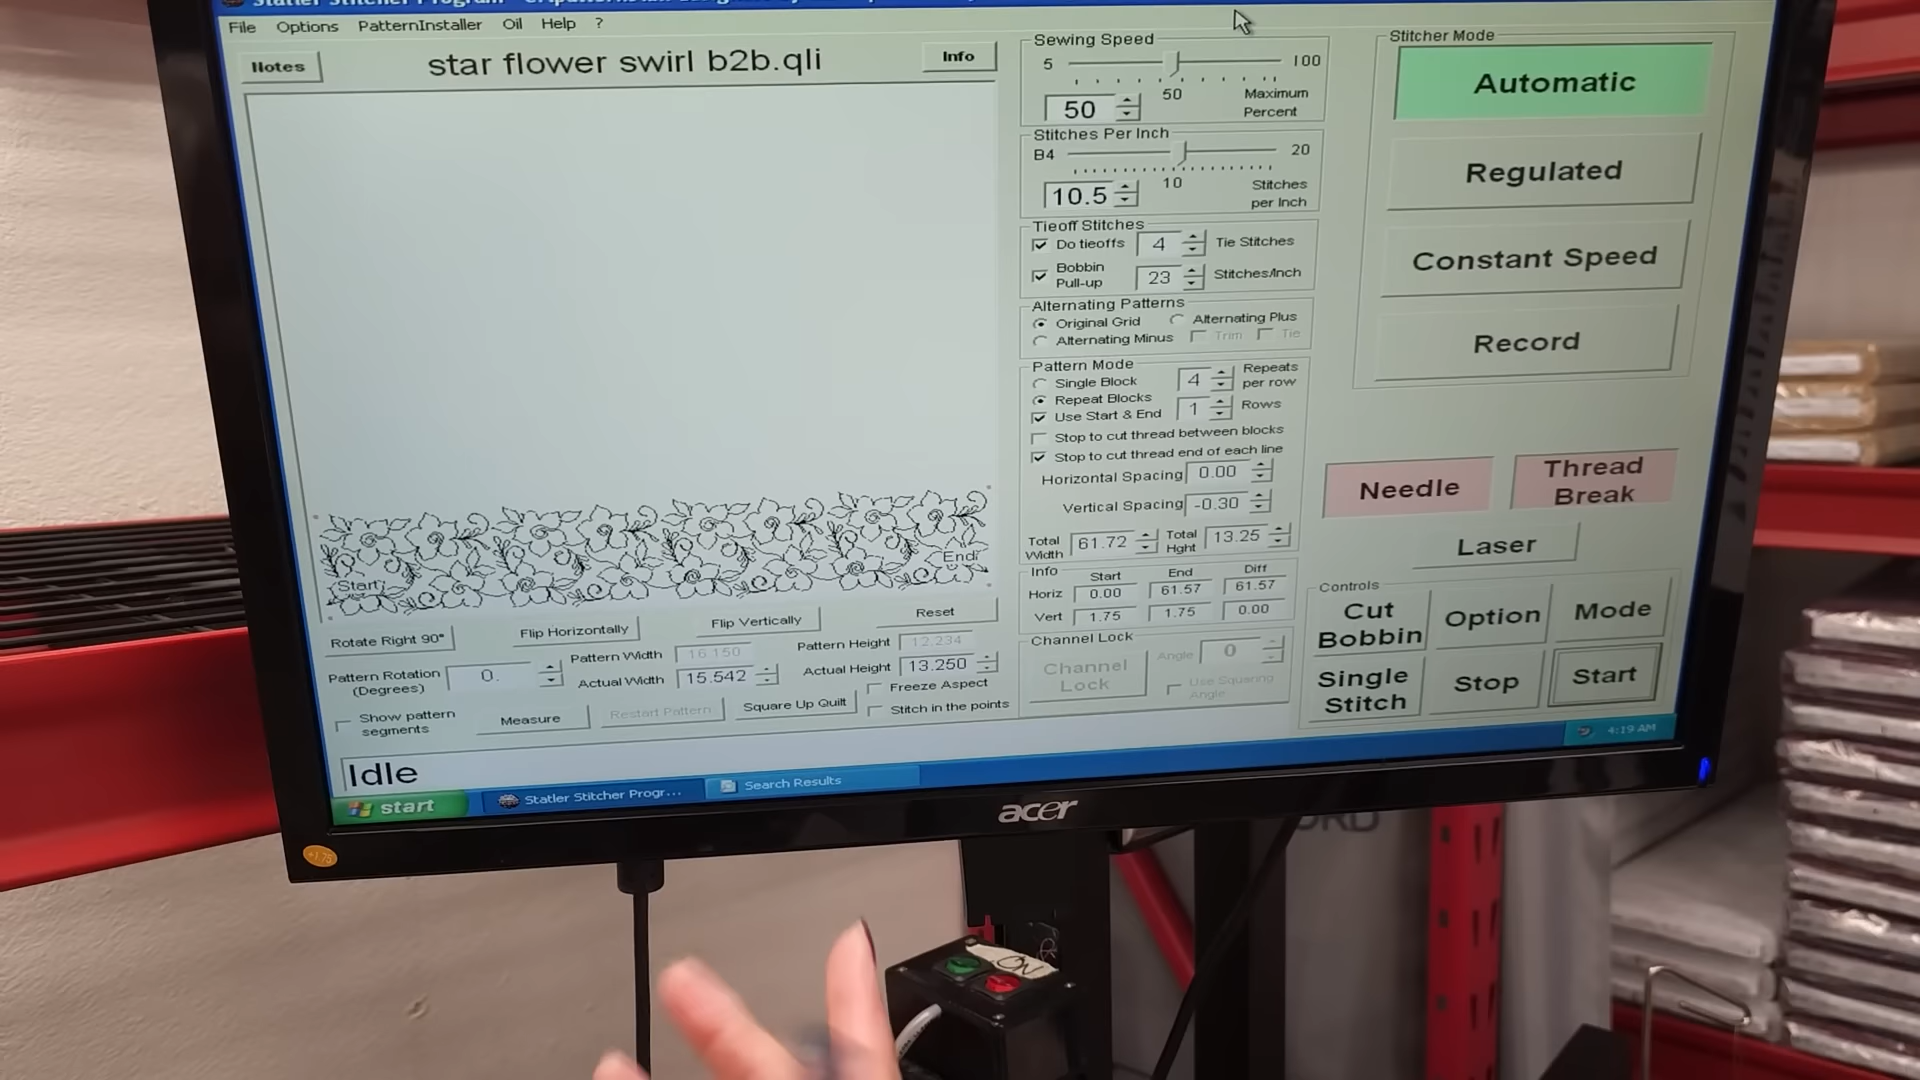 File Options PatternInstaller Oil Help ?
Notes
star flower swirl b2b.qli
Info
Start
End
Rotate Right 90°
Flip Horizontally
Flip Vertically
Reset
Pattern Width 16.150
Pattern Height 12.234
Pattern Rotation (Degrees) 0.
Actual Width 15.542
Actual Height 13.250
Freeze Aspect
Show pattern segments
Measure
Restart Pattern
Square Up Quilt
Stitch in the points
Idle
Sewing Speed
5 100
50 50 Maximum Percent
Stitches Per Inch
B4 20
10.5 10 Stitches per Inch
Tieoff Stitches
Do tieoffs 4 Tie Stitches
Bobbin Pull-up 23 Stitches/Inch
Alternating Patterns
Original Grid Alternating Plus
Alternating Minus Trim Tie
Pattern Mode
Single Block 4 Repeats per row
Repeat Blocks
Use Start & End 1 Rows
Stop to cut thread between blocks
Stop to cut thread end of each line
Horizontal Spacing 0.00
Vertical Spacing -0.30
Total Width 61.72 Total Hght 13.25
Info Start End Diff
Horiz 0.00 61.57 61.57
Vert 1.75 1.75 0.00
Channel Lock
Channel Lock
Angle 0
Use Squaring Angle
Stitcher Mode
Automatic
Regulated
Constant Speed
Record
Needle
Thread Break
Laser
Controls
Cut Bobbin
Option
Mode
Single Stitch
Stop
Start
start
Statler Stitcher Progr...
Search Results
4:19 AM
acer
+1.75
ON